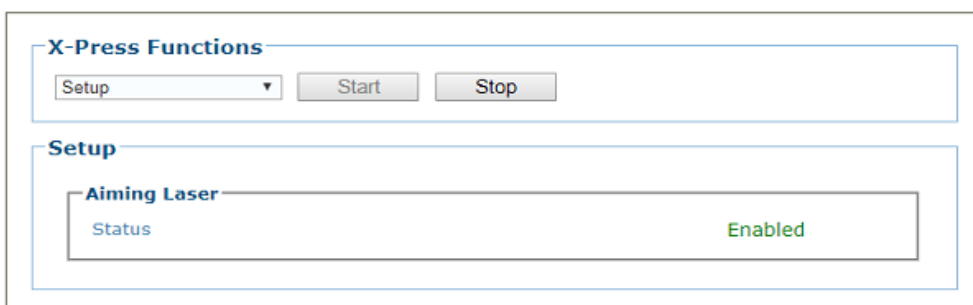 X-Press Functions
Setup Start Stop
Setup
Aiming Laser
Status Enabled